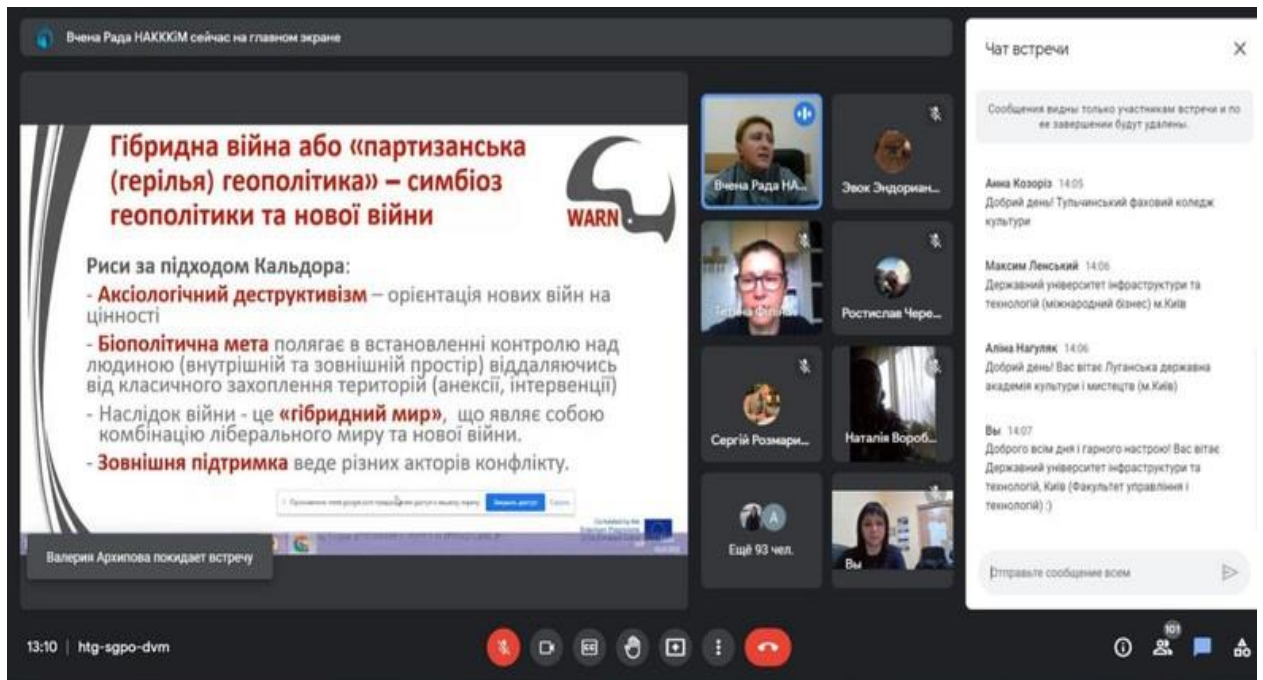 Вчена Рада НАКККіМ сейчас на главном экране
Гібридна війна або «партизанська
(герілья) геополітика» – симбіоз
геополітики та нової війни
WARN
Риси за підходом Кальдора:
- Аксіологічний деструктивізм – орієнтація нових війн на
цінності
- Біополітична мета полягає в встановленні контролю над
людиною (внутрішній та зовнішній простір) віддаляючись
від класичного захоплення територій (анексії, інтервенції)
- Наслідок війни - це «гібридний мир», що являє собою
комбінацію ліберального миру та нової війни.
- Зовнішня підтримка веде різних акторів конфлікту.
Валерия Архипова покидает встречу
Вчена Рада НА...
Эвок Эндориан...
Ростислав Чере...
Сергій Розмари...
Наталія Вороб...
А
Ещё 93 чел.
Вы
Чат встречи
Сообщения видны только участникам встречи и по
ее завершении будут удалены.
Анна Козоріз 14:05
Добрий день! Тульчинський фаховий коледж
культури
Максим Ленський 14:06
Державний університет інфраструктури та
технологій (міжнародний бізнес) м.Київ
Аліна Нагуляк 14:06
Добрий день! Вас вітає Луганська державна
академія культури і мистецтв (м.Київ)
Вы 14:07
Доброго всім дня і гарного настрою! Вас вітає
Державний університет інфраструктури та
технологій, Київ (Факультет управління і
технологій) :)
Отправьте сообщение всем
13:10 | htg-sgpo-dvm
101